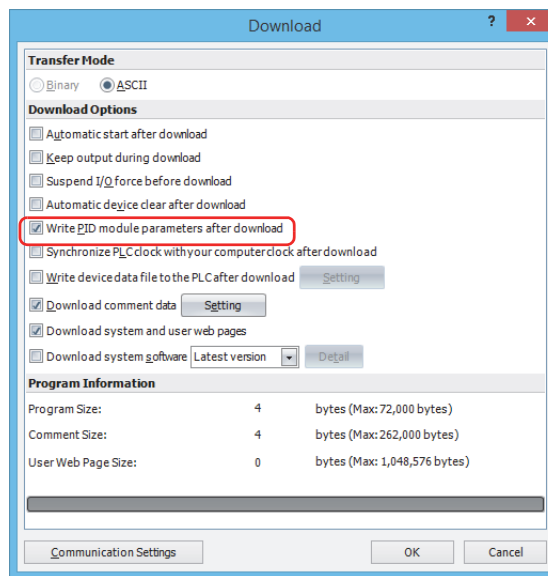 Download
?
×
Transfer Mode
Binary ASCII
Download Options
Automatic start after download
Keep output during download
Suspend I/O force before download
Automatic device clear after download
Write PID module parameters after download
Synchronize PLC clock with your computer clock after download
Write device data file to the PLC after download Setting
Download comment data Setting
Download system and user web pages
Download system software Latest version Detail
Program Information
Program Size: 4 bytes (Max: 72,000 bytes)
Comment Size: 4 bytes (Max: 262,000 bytes)
User Web Page Size: 0 bytes (Max: 1,048,576 bytes)
Communication Settings OK Cancel